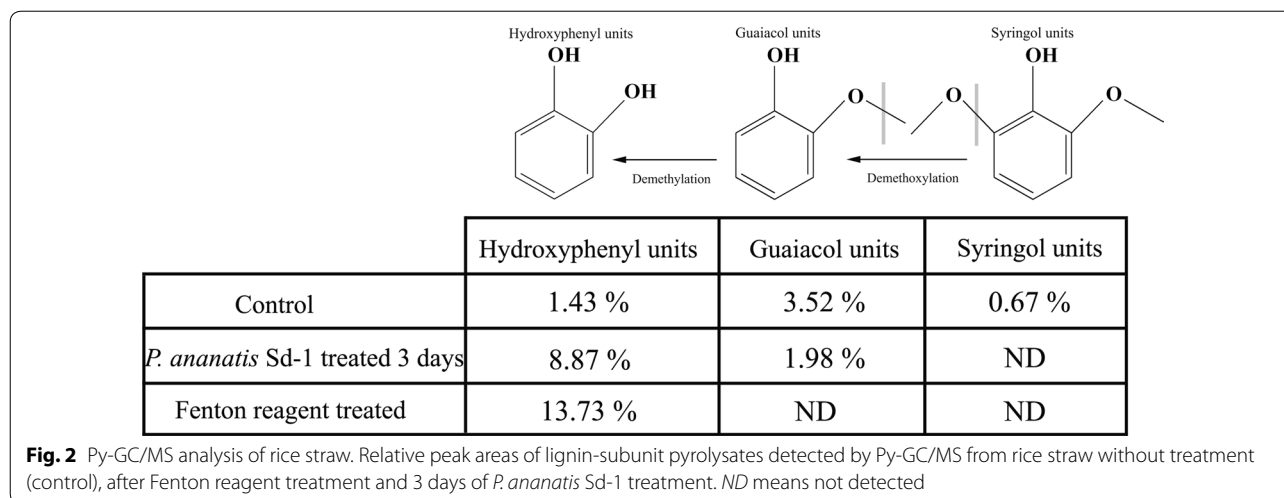 Hydroxyphenyl units Guaiacol units Syringol units
OH OH OH
OH O O O
Demethylation Demethoxylation
Hydroxyphenyl units Guaiacol units Syringol units
Control 1.43 % 3.52 % 0.67 %
P. ananatis Sd-1 treated 3 days 8.87 % 1.98 % ND
Fenton reagent treated 13.73 % ND ND
Fig. 2 Py-GC/MS analysis of rice straw. Relative peak areas of lignin-subunit pyrolysates detected by Py-GC/MS from rice straw without treatment
(control), after Fenton reagent treatment and 3 days of P. ananatis Sd-1 treatment. ND means not detected